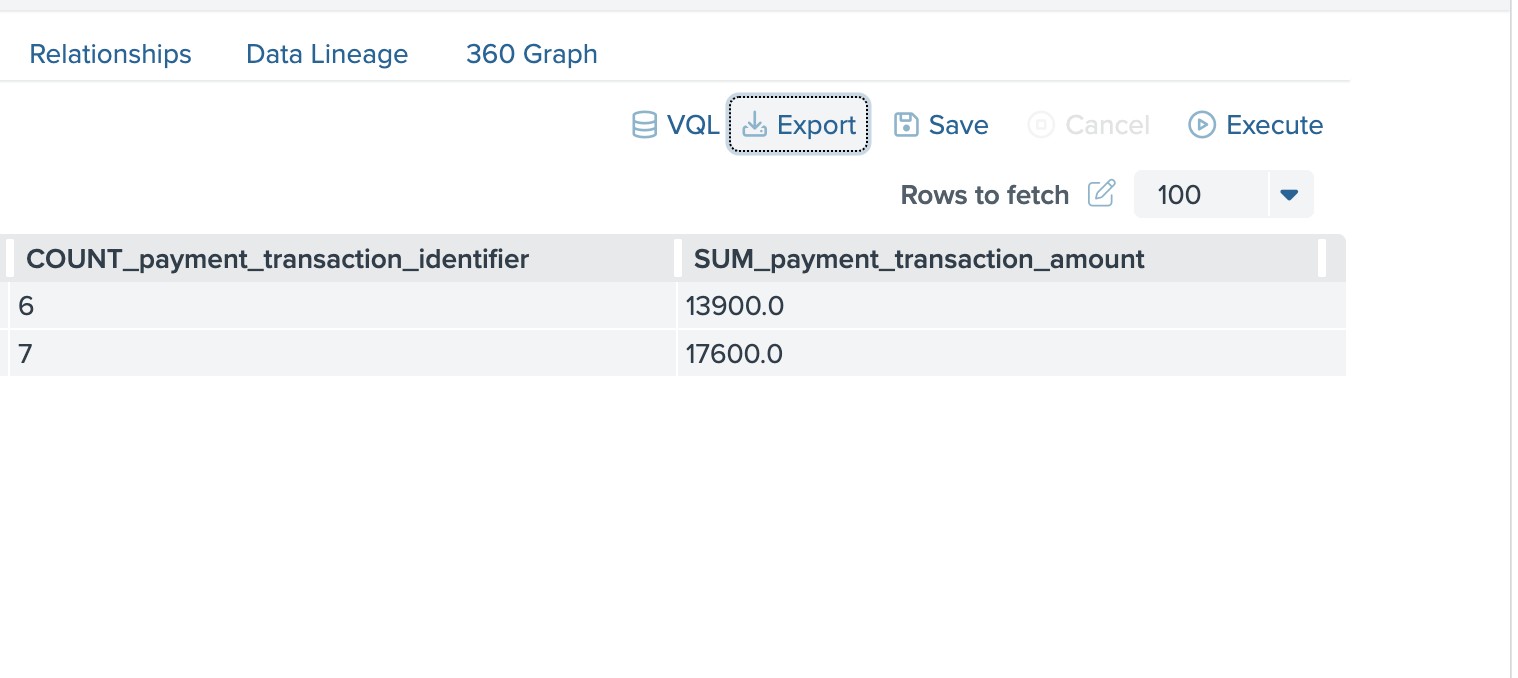 Relationships Data Lineage 360 Graph
VQL Export Save Cancel Execute
Rows to fetch 100
COUNT_payment_transaction_identifier SUM_payment_transaction_amount
6 13900.0
7 17600.0